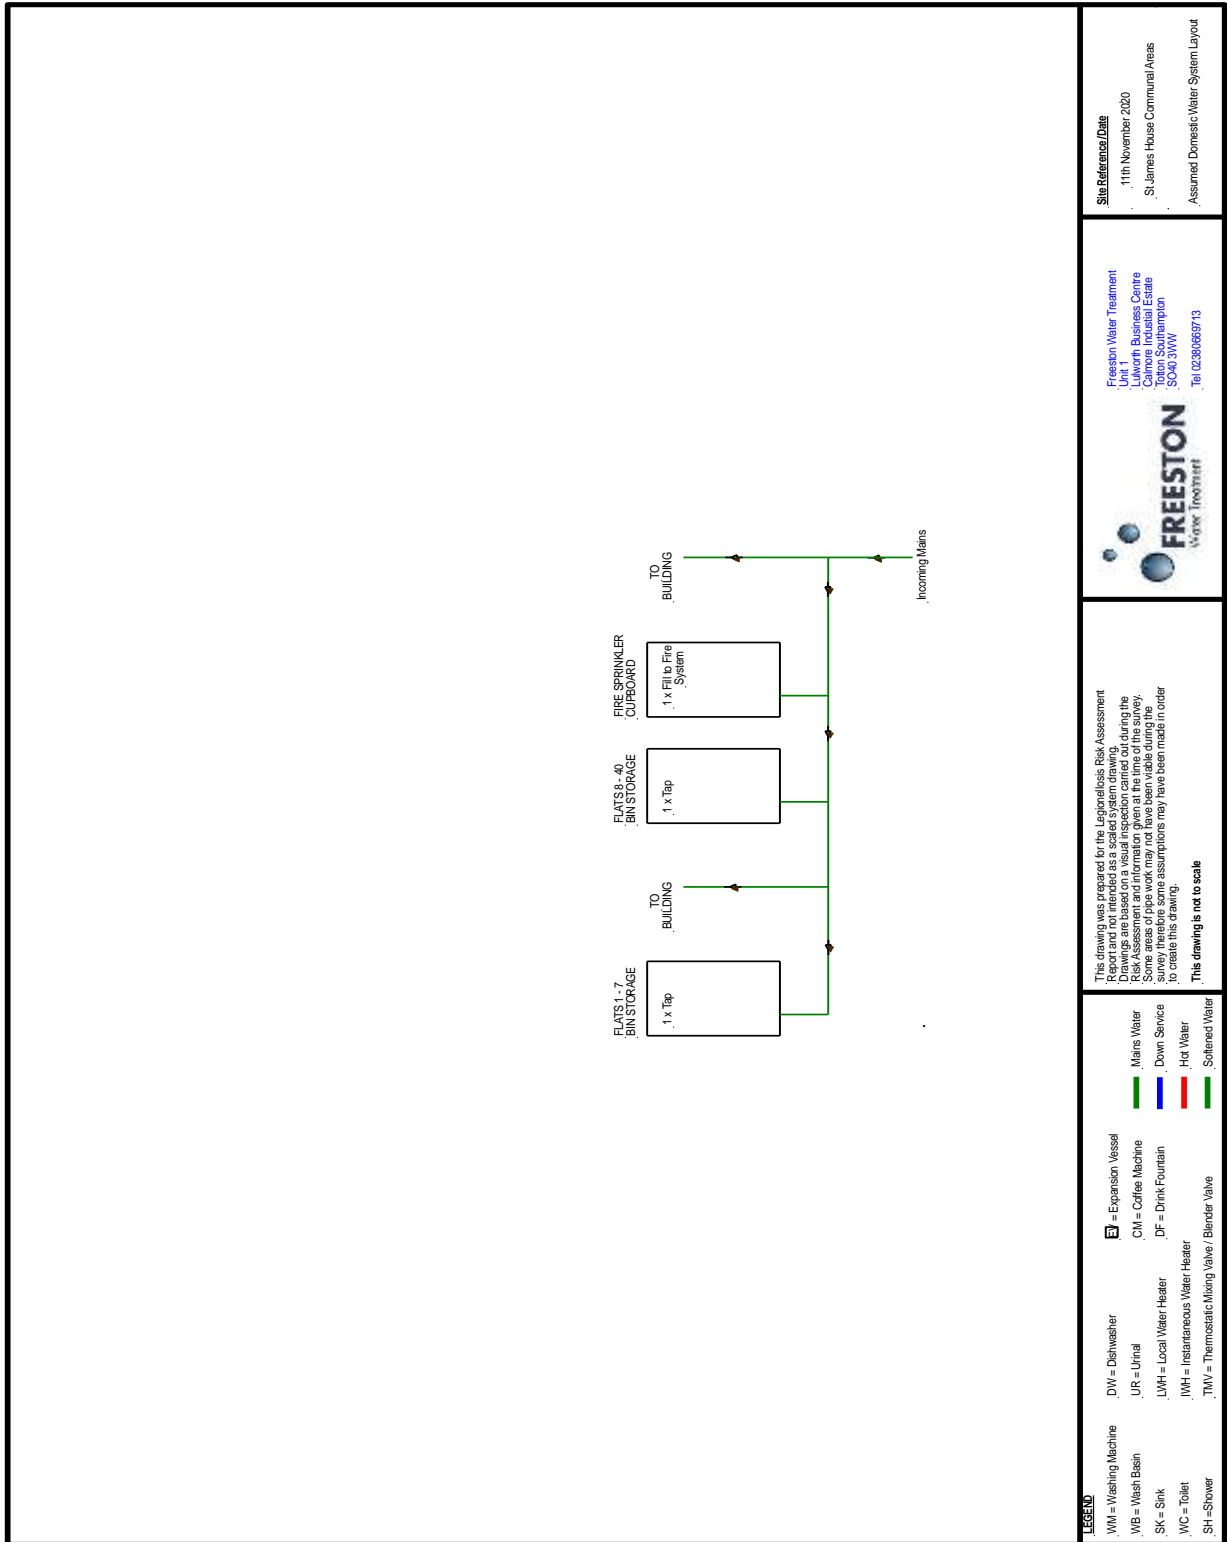 FLATS 1 - 7
BIN STORAGE
1 x Tap
TO
BUILDING
FLATS 8 - 40
BIN STORAGE
1 x Tap
FIRE SPRINKLER
CUPBOARD
1 x Fill to Fire
System
TO
BUILDING
Incoming Mains
LEGEND
WM = Washing Machine
WB = Wash Basin
SK = Sink
WC = Toilet
SH =Shower
DW = Dishwasher
UR = Urinal
LWH = Local Water Heater
IWH = Instantaneous Water Heater
TMV = Thermostatic Mixing Valve / Blender Valve
EV = Expansion Vessel
CM = Coffee Machine
DF = Drink Fountain
Mains Water
Down Service
Hot Water
Softened Water
This drawing was prepared for the Legionellosis Risk Assessment
Report and not intended as a scaled system drawing.
Drawings are based on a visual inspection carried out during the
Risk Assessment and information given at the time of the survey.
Some areas of pipe work may not have been viable during the
survey therefore some assumptions may have been made in order
to create this drawing.
This drawing is not to scale
FREESTON
Water Treatment
Freeston Water Treatment
Unit 1
Lulworth Business Centre
Calmore Industial Estate
Totton Southampton
SO40 3WW
Tel 02380669713
Site Reference/Date
11th November 2020
St James House Communal Areas
Assumed Domestic Water System Layout